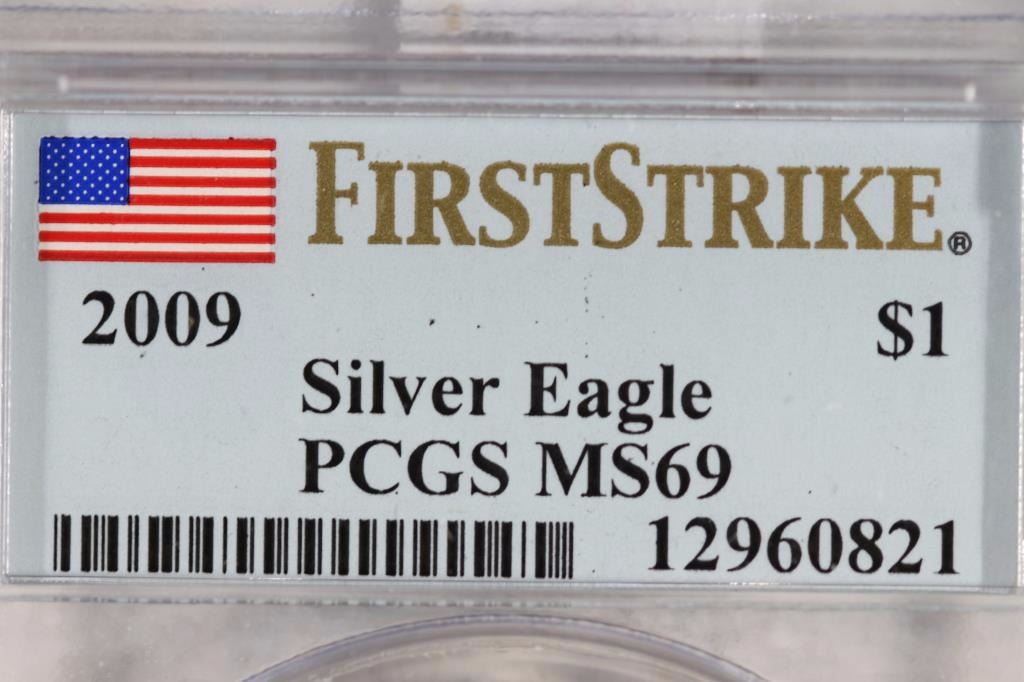 FIRSTSTRIKE®
2009 $1
Silver Eagle
PCGS MS69
12960821